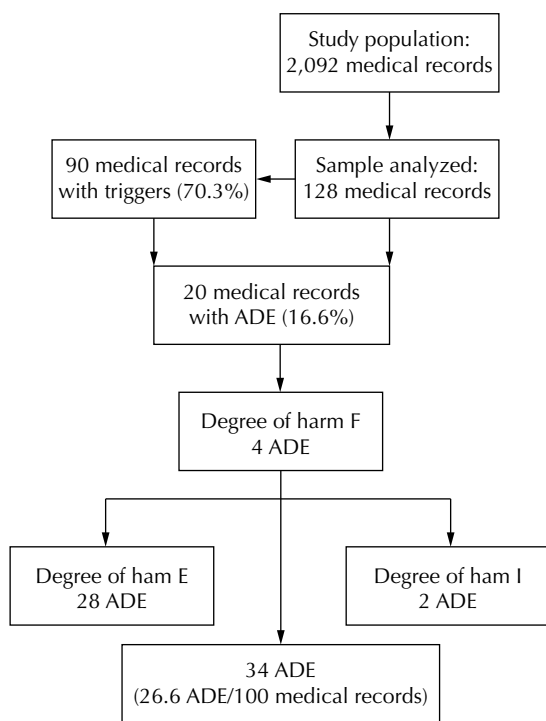 Study population:
2,092 medical records
90 medical records
with triggers (70.3%)
Sample analyzed:
128 medical records
20 medical records
with ADE (16.6%)
Degree of harm F
4 ADE
Degree of ham E
28 ADE
Degree of ham I
2 ADE
34 ADE
(26.6 ADE/100 medical records)